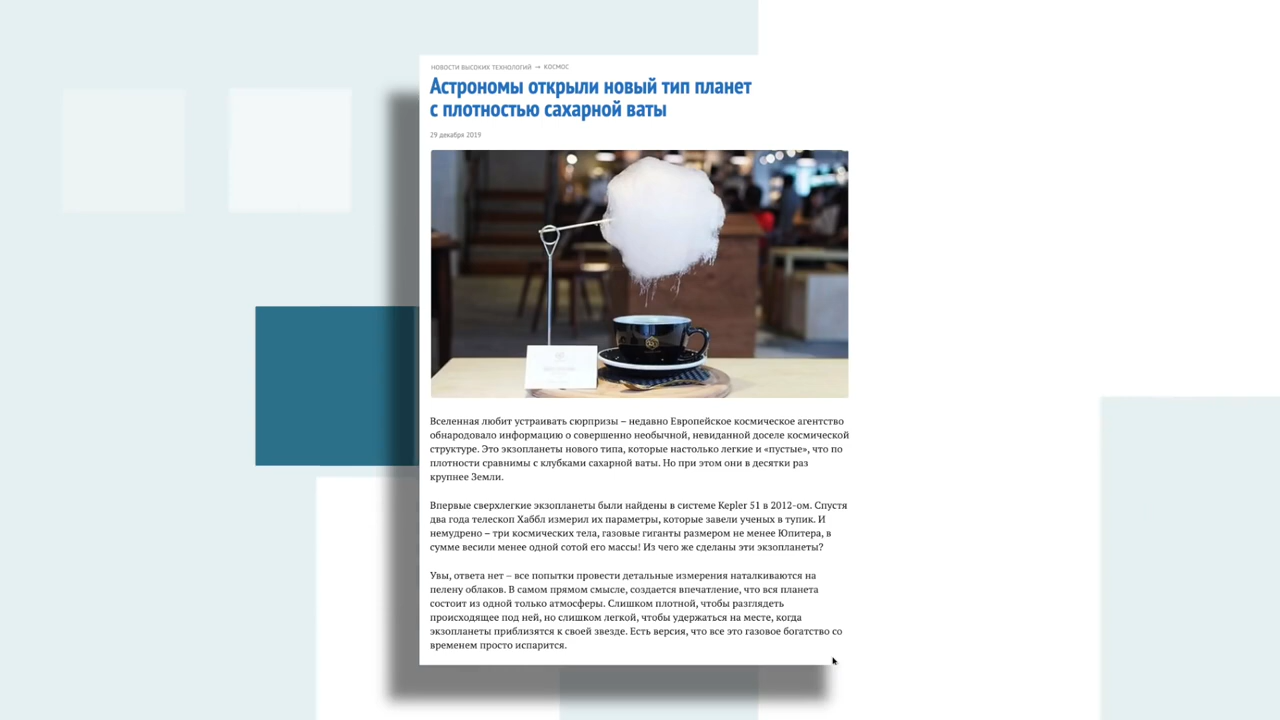 НОВОСТИ ВЫСОКИХ ТЕХНОЛОГИЙ → КОСМОС
Астрономы открыли новый тип планет
с плотностью сахарной ваты
29 декабря 2019
Вселенная любит устраивать сюрпризы – недавно Европейское космическое агентство
обнародовало информацию о совершенно необычной, невиданной доселе космической
структуре. Это экзопланеты нового типа, которые настолько легкие и «пустые», что по
плотности сравнимы с клубками сахарной ваты. Но при этом они в десятки раз
крупнее Земли.
Впервые сверхлегкие экзопланеты были найдены в системе Kepler 51 в 2012-ом. Спустя
два года телескоп Хаббл измерил их параметры, которые завели ученых в тупик. И
немудрено – три космических тела, газовые гиганты размером не менее Юпитера, в
сумме весили менее одной сотой его массы! Из чего же сделаны эти экзопланеты?
Увы, ответа нет – все попытки провести детальные измерения наталкиваются на
пелену облаков. В самом прямом смысле, создается впечатление, что вся планета
состоит из одной только атмосферы. Слишком плотной, чтобы разглядеть
происходящее под ней, но слишком легкой, чтобы удержаться на месте, когда
экзопланеты приблизятся к своей звезде. Есть версия, что все это газовое богатство со
временем просто испарится.